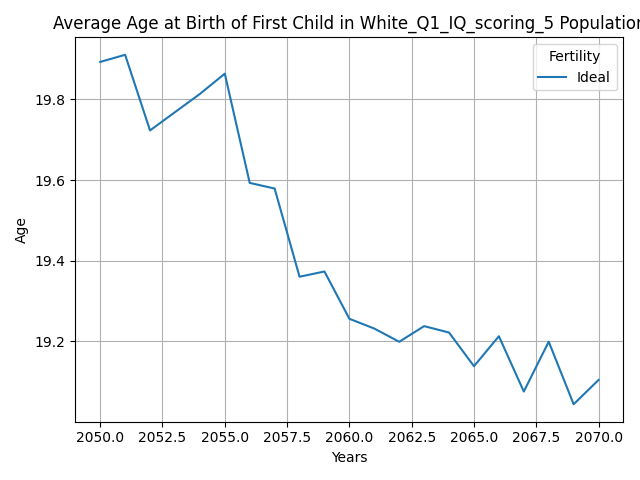 Average Age at Birth of First Child in White_Q1_IQ_scoring_5 Population
Fertility
Ideal
19.8
19.6
19.4
19.2
Age
2050.0 2052.5 2055.0 2057.5 2060.0 2062.5 2065.0 2067.5 2070.0
Years